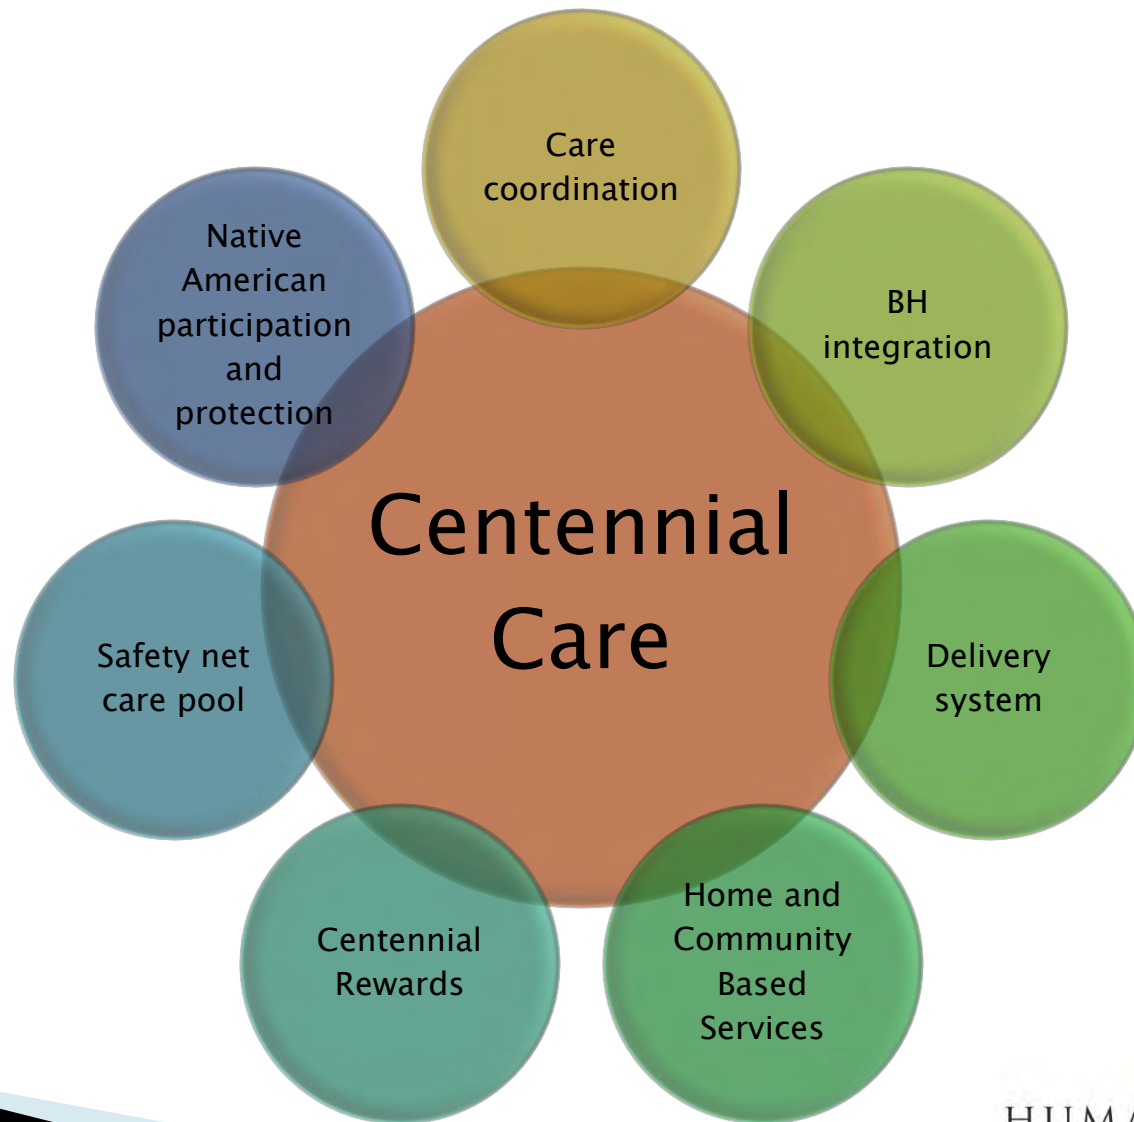 Care
coordination
Native
American
participation
and
protection
BH
integration
Centennial
Care
Safety net
care pool
Delivery
system
Centennial
Rewards
Home and
Community
Based
Services
HUMA